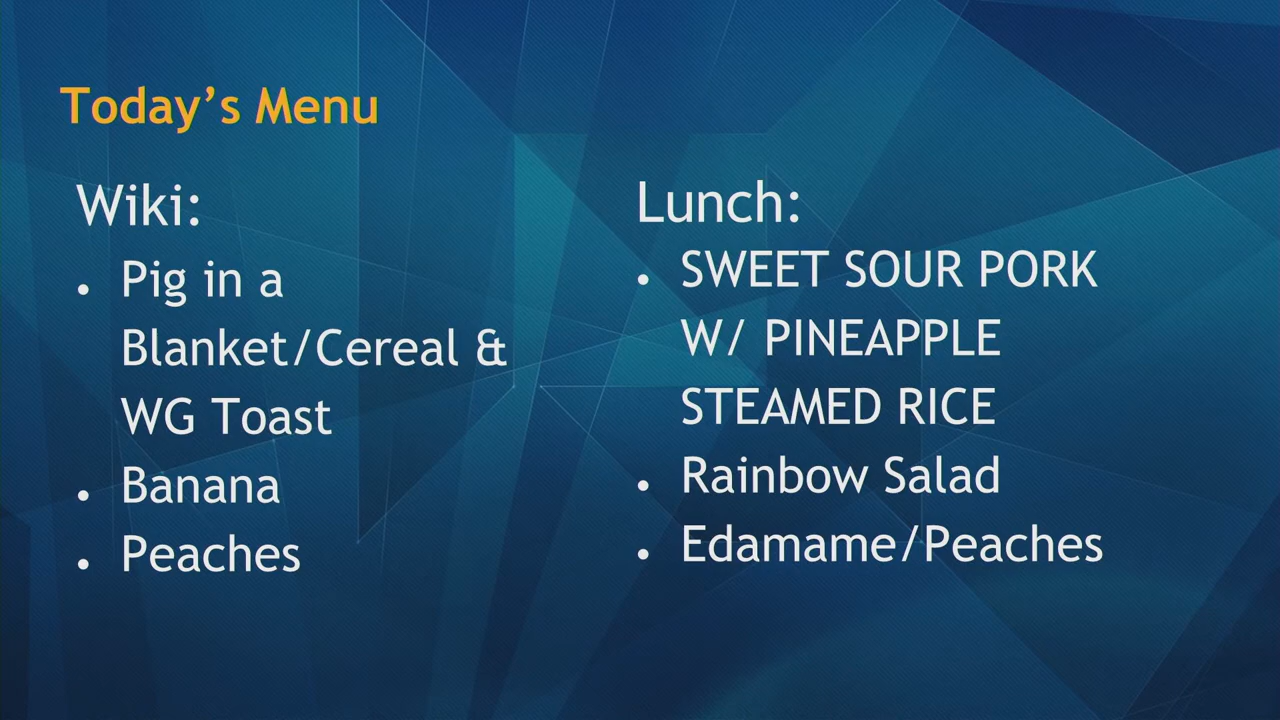 Today’s Menu
Wiki:
• Pig in a
Blanket/Cereal &
WG Toast
• Banana
• Peaches
Lunch:
• SWEET SOUR PORK
W/ PINEAPPLE
STEAMED RICE
• Rainbow Salad
• Edamame/Peaches